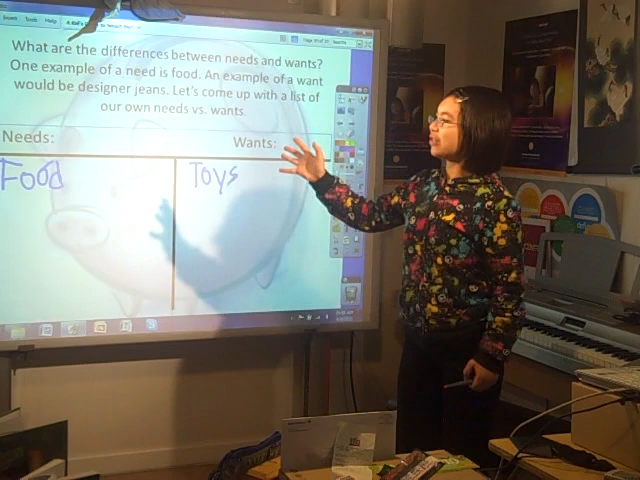 What are the differences between needs and wants?
One example of a need is food. An example of a want
would be designer jeans. Let's come up with a list of
our own needs vs. wants.
Needs: Wants:
Food Toys